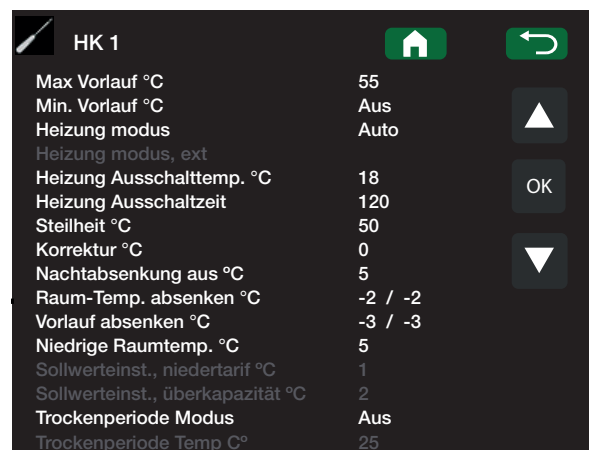 HK 1
Max Vorlauf °C 55
Min. Vorlauf °C Aus
Heizung modus Auto
Heizung modus, ext
Heizung Ausschalttemp. °C 18
OK
Heizung Ausschaltzeit 120
Steilheit °C 50
Korrektur °C 0
Nachtabsenkung aus ºC 5
Raum-Temp. absenken °C -2 / -2
Vorlauf absenken °C -3 / -3
Niedrige Raumtemp. °C 5
Sollwerteinst., niedertarif ºC 1
Sollwerteinst., überkapazität ºC 2
Trockenperiode Modus Aus
Trockenperiode Temp Cº 25